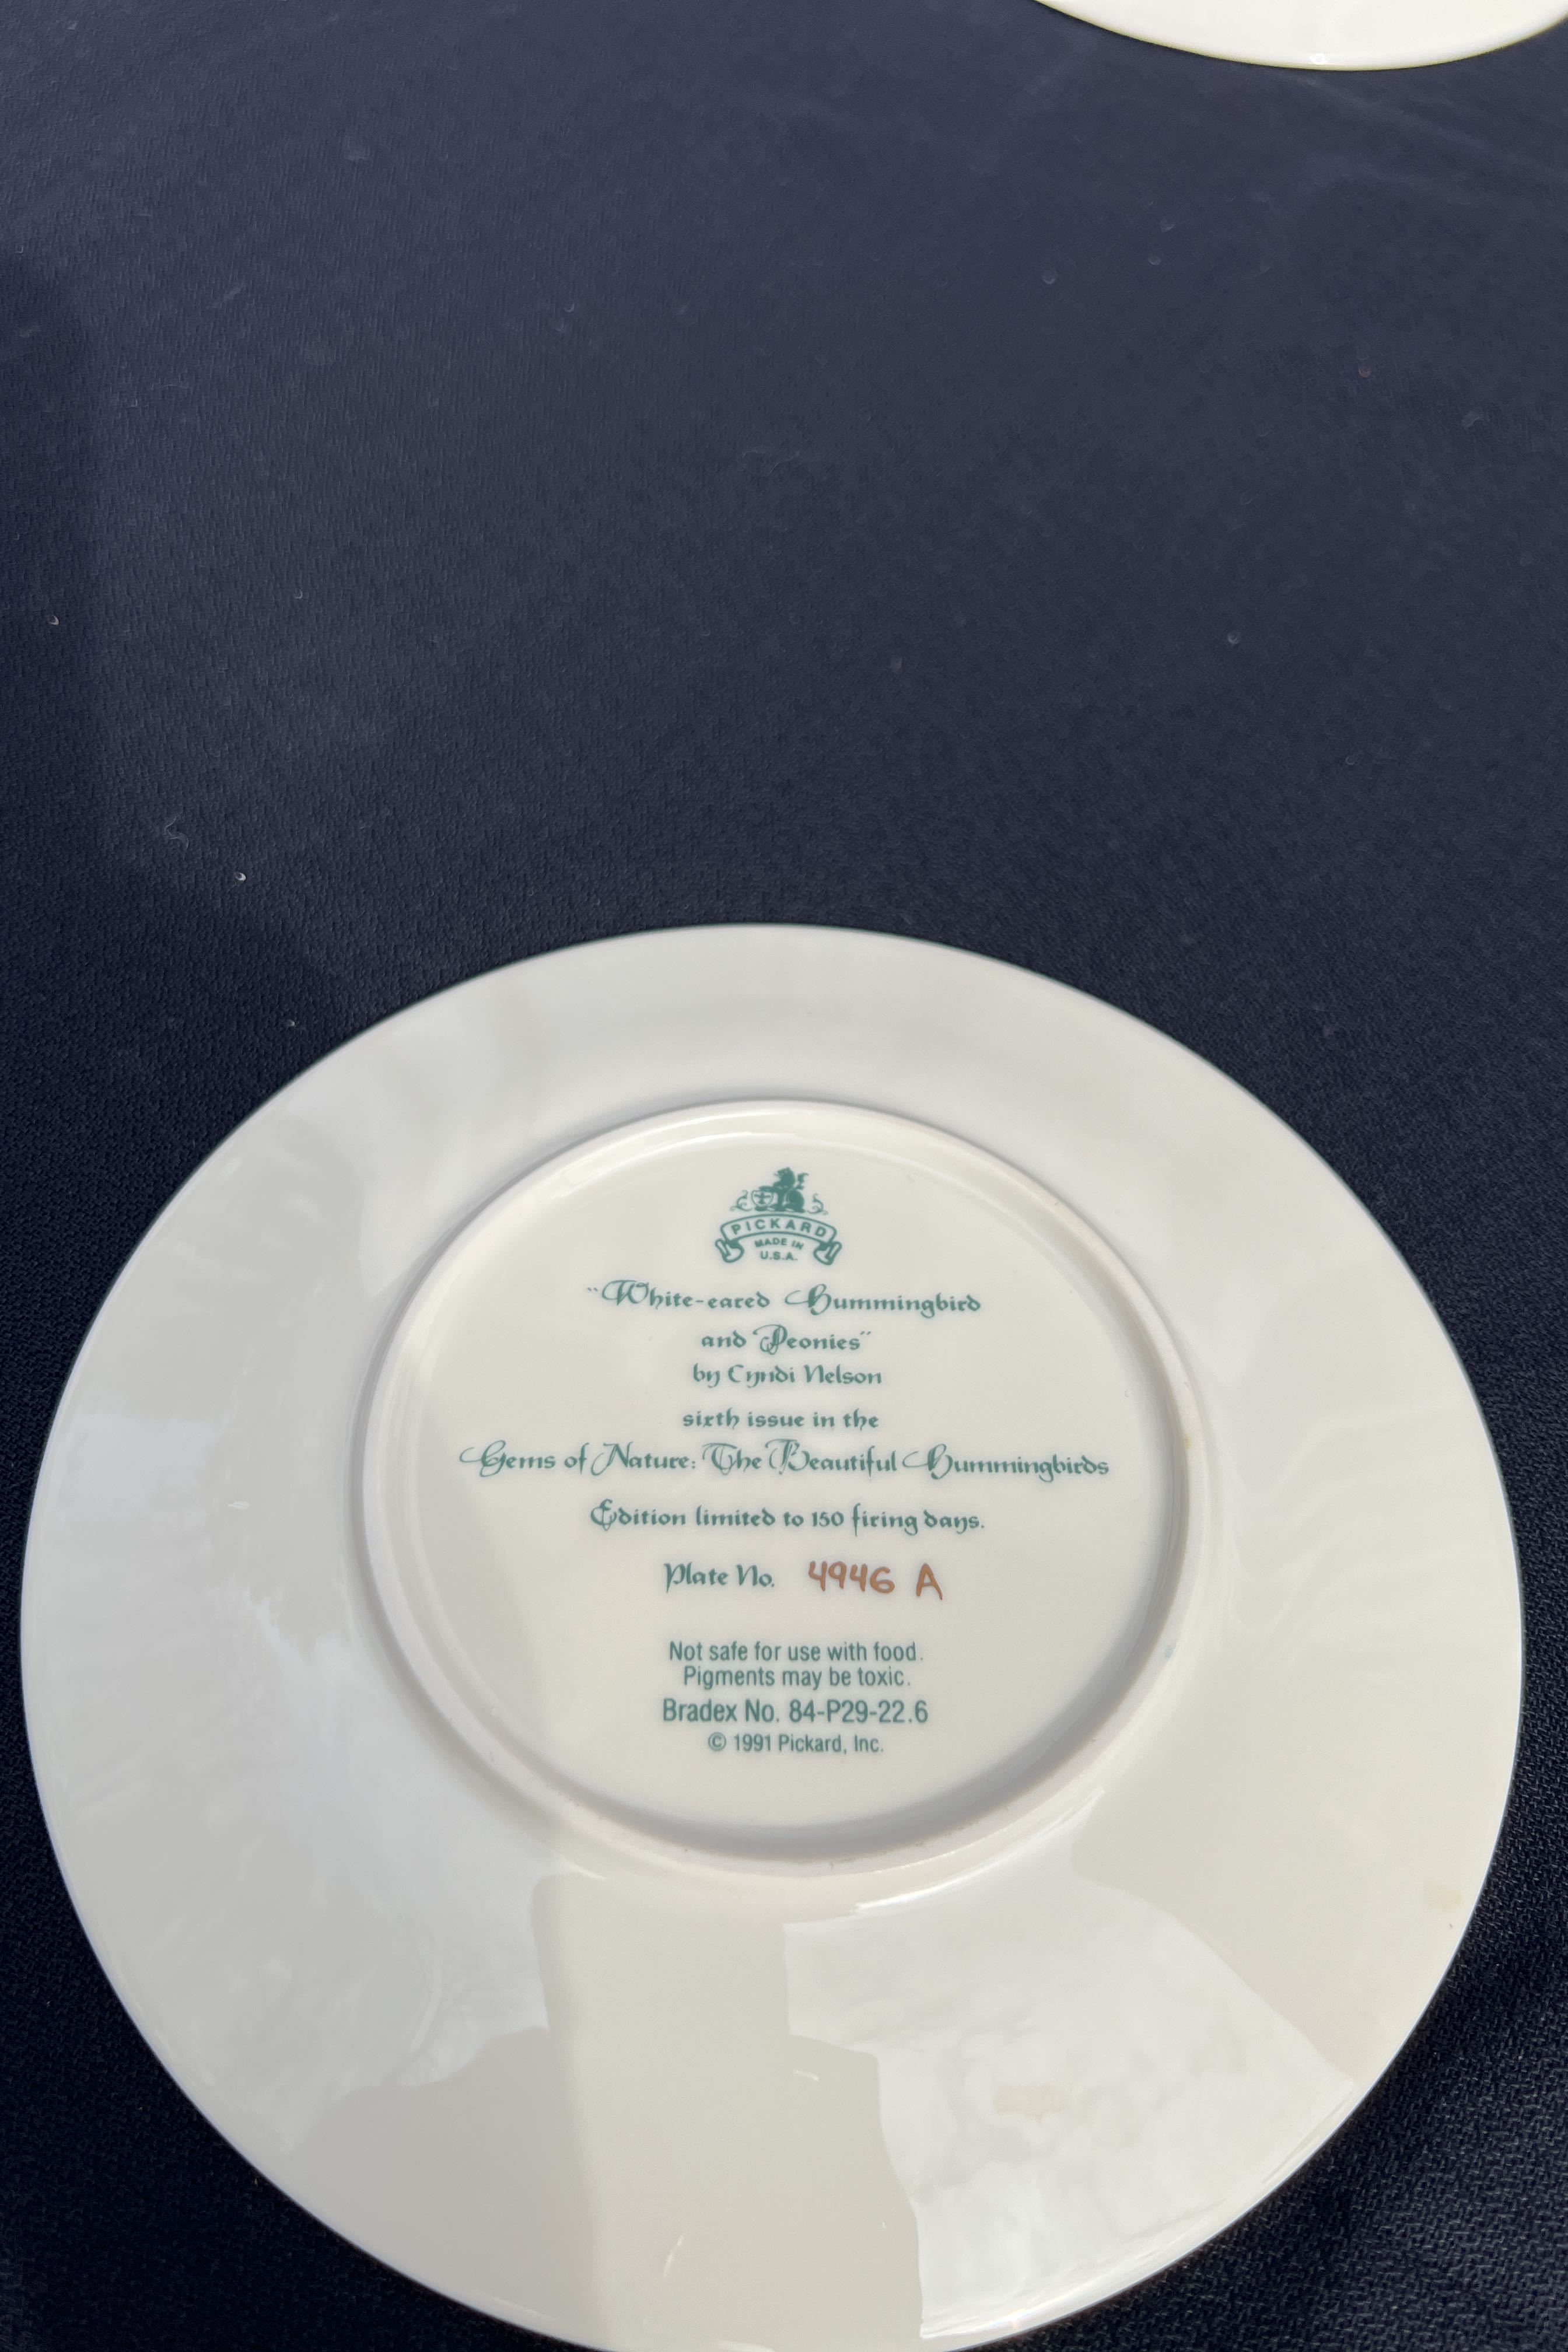 PICKARD
MADE IN
U.S.A.
"White-eared Hummingbird
and Peonies"
by Cyndi Nelson
sixth issue in the
Gems of Nature: The Beautiful Hummingbirds
Edition limited to 150 firing days.
Plate No. 4946 A
Not safe for use with food.
Pigments may be toxic.
Bradex No. 84-P29-22.6
© 1991 Pickard, Inc.